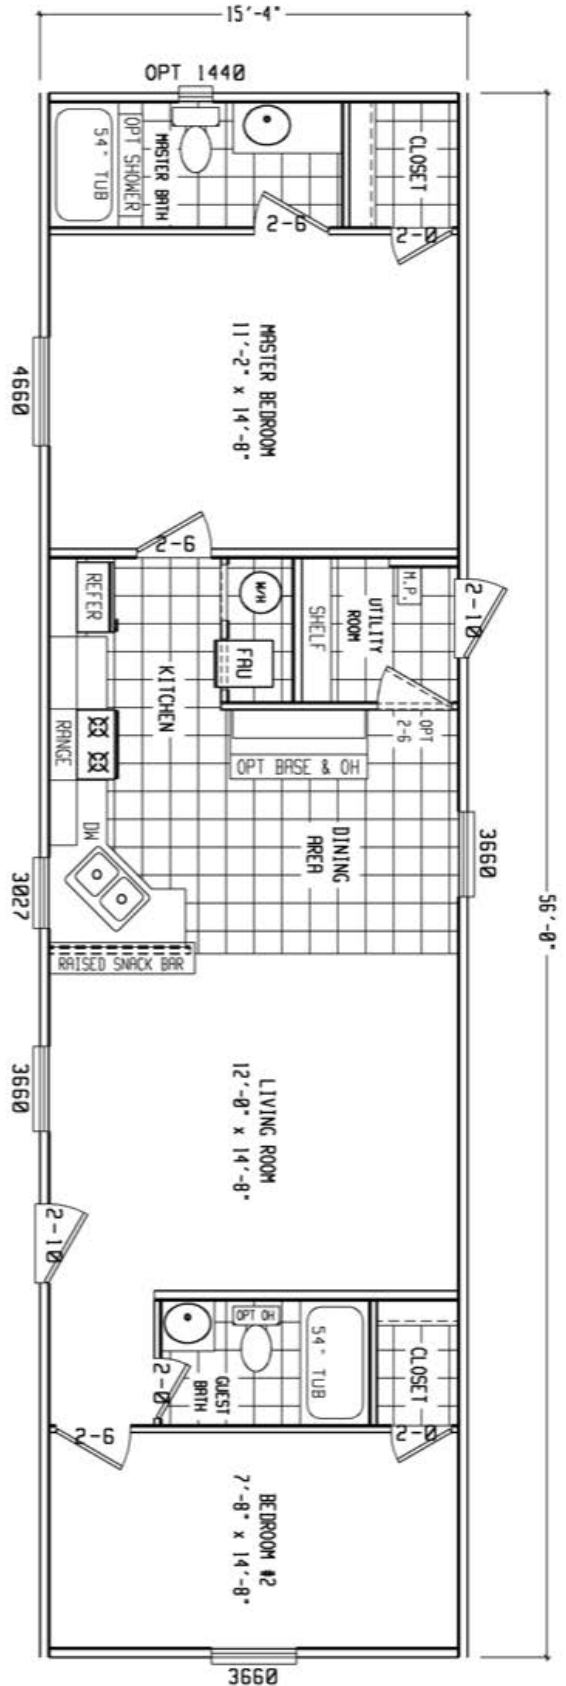 15'-4"
OPT 1440
54" TUB
OPT SHOWER
MASTER BATH
CLOSET
2-6
2-0
MASTER BEDROOM
11'-2" x 14'-8"
4660
2-6
REFER
W/H
FAU
SHELF
UTILITY
ROOM
M.P.
2-10
KITCHEN
RANGE
OPT
2-6
OPT BASE & OH
DW
DINING
AREA
3660
3027
56'-0"
RAISED SNACK BAR
3660
LIVING ROOM
12'-0" x 14'-8"
2-10
OPT OH
54" TUB
CLOSET
GUEST
BATH
2-0
2-6
2-0
BEDROOM #2
7'-8" x 14'-8"
3660